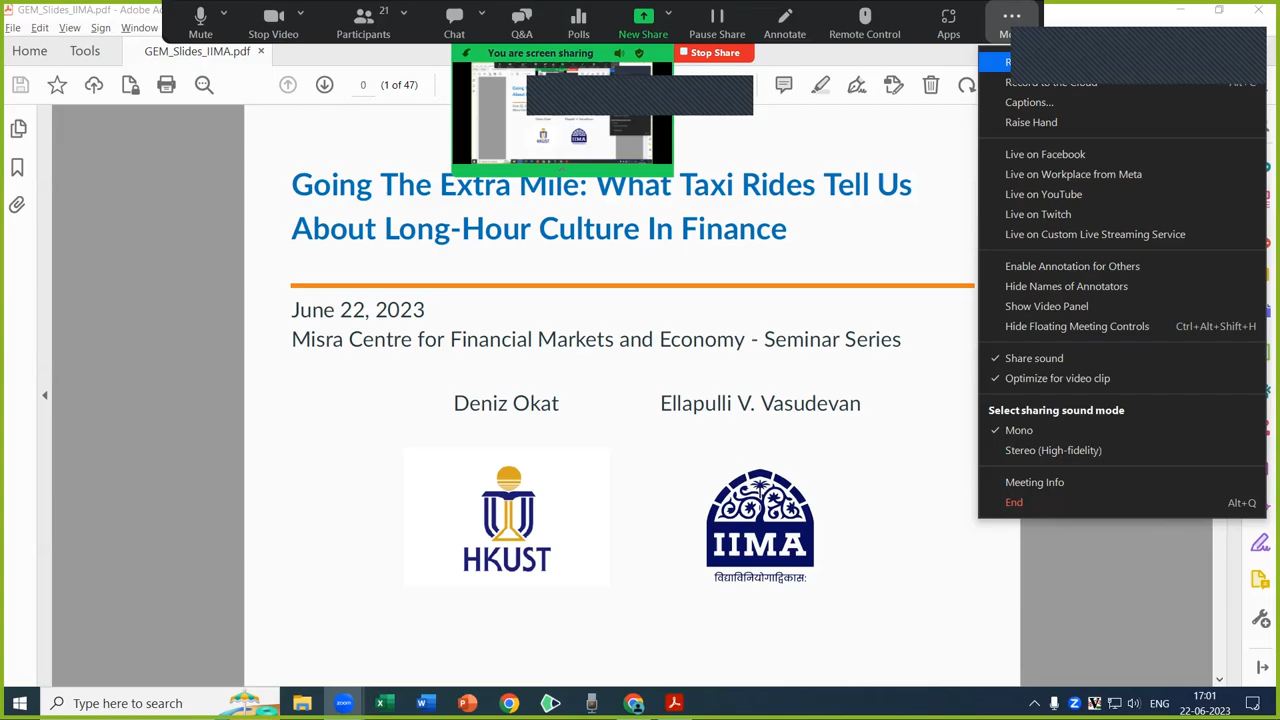 GEM_Slides_IIMA.pdf - Adobe A
File Edit View Sign Window
Mute
Stop Video
21
Participants
Chat
Q&A
Polls
New Share
Pause Share
Annotate
Remote Control
Apps
Home Tools GEM_Slides_IIMA.pdf
You are screen sharing
Stop Share
0 (1 of 47)
Captions...
Raise Hand
Live on Facebook
Live on Workplace from Meta
Live on YouTube
Live on Twitch
Live on Custom Live Streaming Service
Enable Annotation for Others
Hide Names of Annotators
Show Video Panel
Hide Floating Meeting Controls Ctrl+Alt+Shift+H
Share sound
Optimize for video clip
Select sharing sound mode
Mono
Stereo (High-fidelity)
Meeting Info
End Alt+Q
Going The Extra Mile: What Taxi Rides Tell Us
About Long-Hour Culture In Finance
June 22, 2023
Misra Centre for Financial Markets and Economy - Seminar Series
Deniz Okat Ellapulli V. Vasudevan
HKUST
IIMA
विद्याविनियोगाद्विकास:
Type here to search
ENG
17:01
22-06-2023